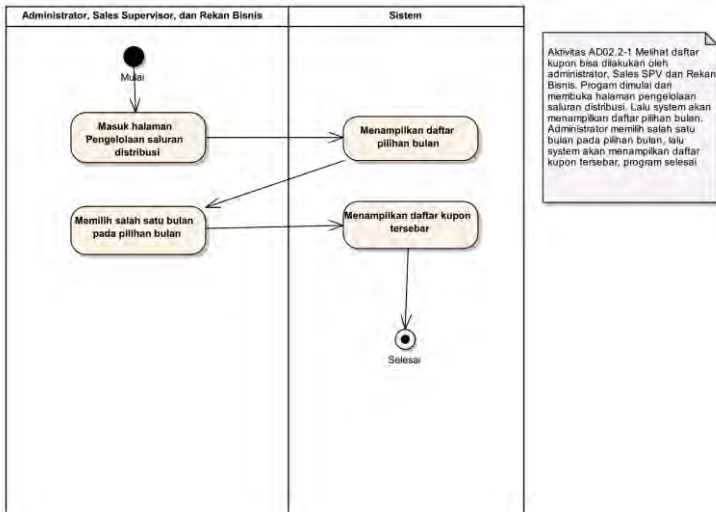 Administrator, Sales Supervisor, dan Rekan Bisnis
Sistem
Mulai
Masuk halaman
Pengelolaan saluran
distribusi
Menampilkan daftar
pilihan bulan
Memilih salah satu bulan
pada pilihan bulan
Menampilkan daftar kupon
tersebar
Selesai
Aktivitas AD02.2-1 Melihat daftar
kupon bisa dilakukan oleh
administrator, Sales SPV dan Rekan
Bisnis. Progam dimulai dari
membuka halaman pengelolaan
saluran distribusi. Lalu system akan
menampilkan daftar pilihan bulan.
Administrator memilih salah satu
bulan pada pilihan bulan, lalu
system akan menampilkan daftar
kupon tersebar, program selesai